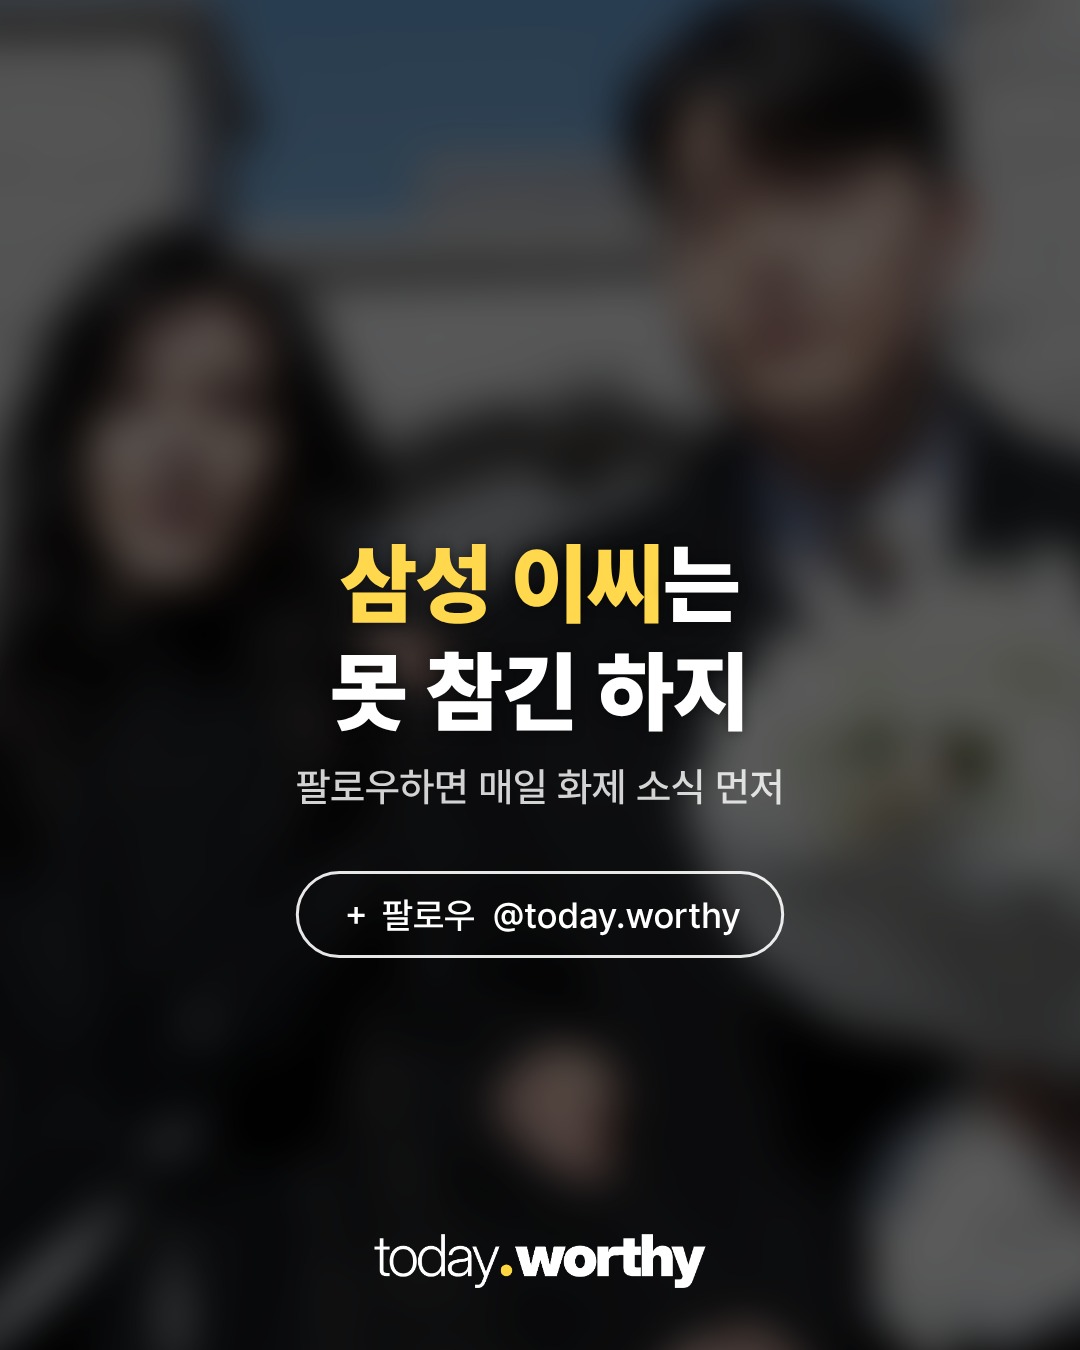 삼성 이씨는
못 참긴 하지
팔로우하면 매일 화제 소식 먼저
+ 팔로우 @today.worthy
today.worthy